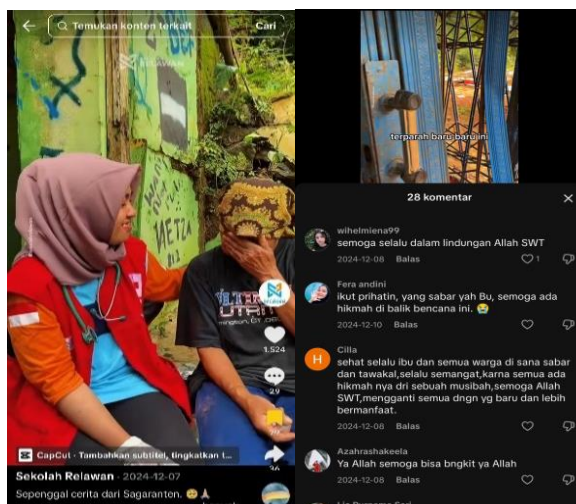 Temukan konten terkait
Cari
RELAWAN
1.524
29
36
CapCut · Tambahkan subtitel, tingkatkan t...
Sekolah Relawan · 2024-12-07
Sepenggal cerita dari Sagaranten. 🥺🙏🏻
terparah baru-baru ini
28 komentar
wihelmiena99
semoga selalu dalam lindungan Allah SWT
2024-12-08 Balas
1
Fera andini
ikut prihatin, yang sabar yah Bu, semoga ada
hikmah di balik bencana ini. 😭
2024-12-10 Balas
H
Cilla
sehat selalu ibu dan semua warga di sana sabar
dan tawakal,selalu semangat,karna semua ada
hikmah nya dri sebuah musibah,semoga Allah
SWT,mengganti semua dngn yg baru dan lebih
bermanfaat.
2024-12-08 Balas
Azahrashakeela
Ya Allah semoga bisa bngkit ya Allah
2024-12-08 Balas